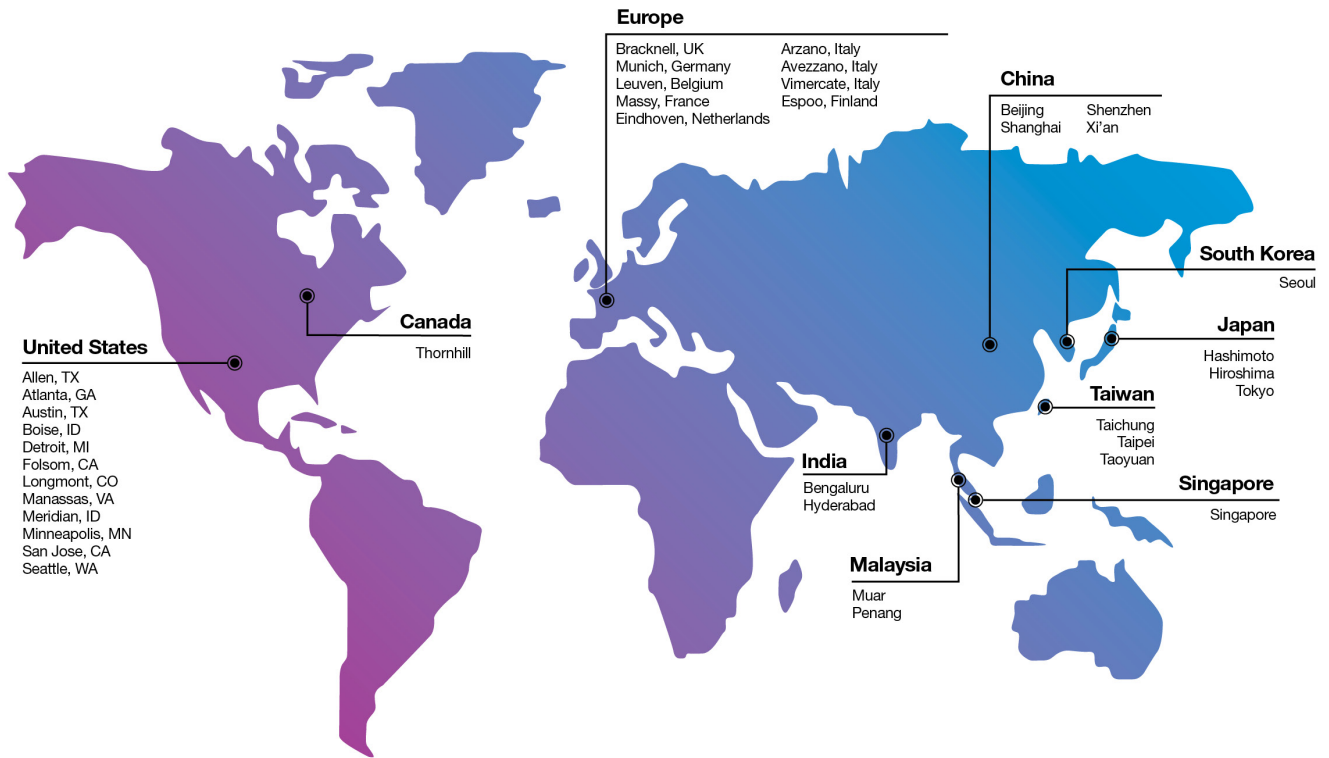 Europe
Bracknell, UK
Munich, Germany
Leuven, Belgium
Massy, France
Eindhoven, Netherlands
Arzano, Italy
Avezzano, Italy
Vimercate, Italy
Espoo, Finland
China
Beijing
Shanghai
Shenzhen
Xi’an
South Korea
Seoul
Canada
Thornhill
Japan
Hashimoto
Hiroshima
Tokyo
United States
Allen, TX
Atlanta, GA
Austin, TX
Boise, ID
Detroit, MI
Folsom, CA
Longmont, CO
Manassas, VA
Meridian, ID
Minneapolis, MN
San Jose, CA
Seattle, WA
Taiwan
Taichung
Taipei
Taoyuan
India
Bengaluru
Hyderabad
Singapore
Singapore
Malaysia
Muar
Penang